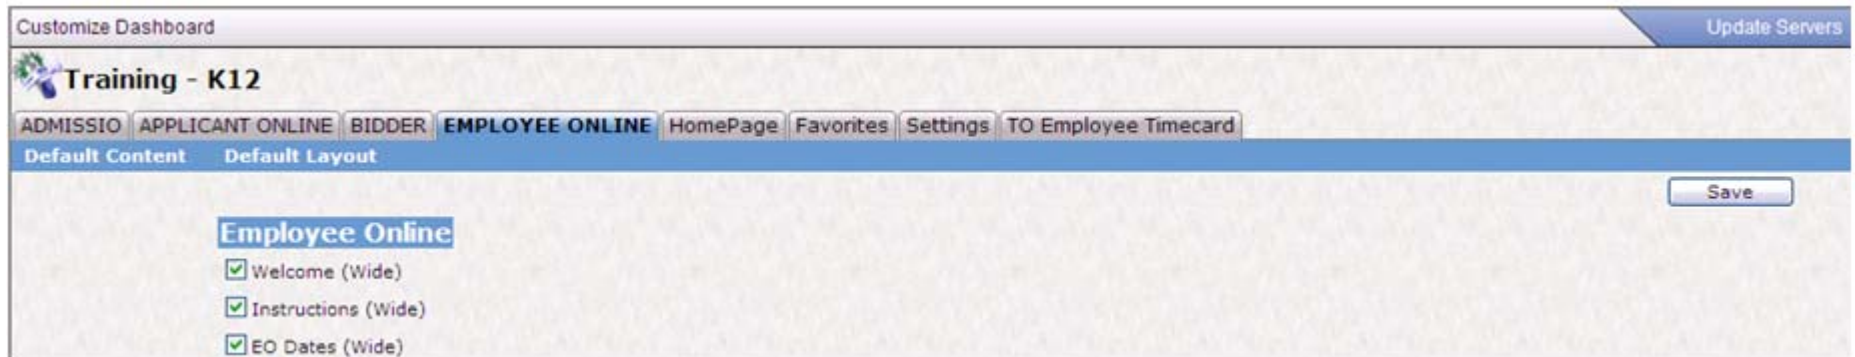 Customize Dashboard Update Servers
Training - K12
ADMISSIO APPLICANT ONLINE BIDDER EMPLOYEE ONLINE HomePage Favorites Settings TO Employee Timecard
Default Content Default Layout
Save
Employee Online
Welcome (Wide)
Instructions (Wide)
EO Dates (Wide)